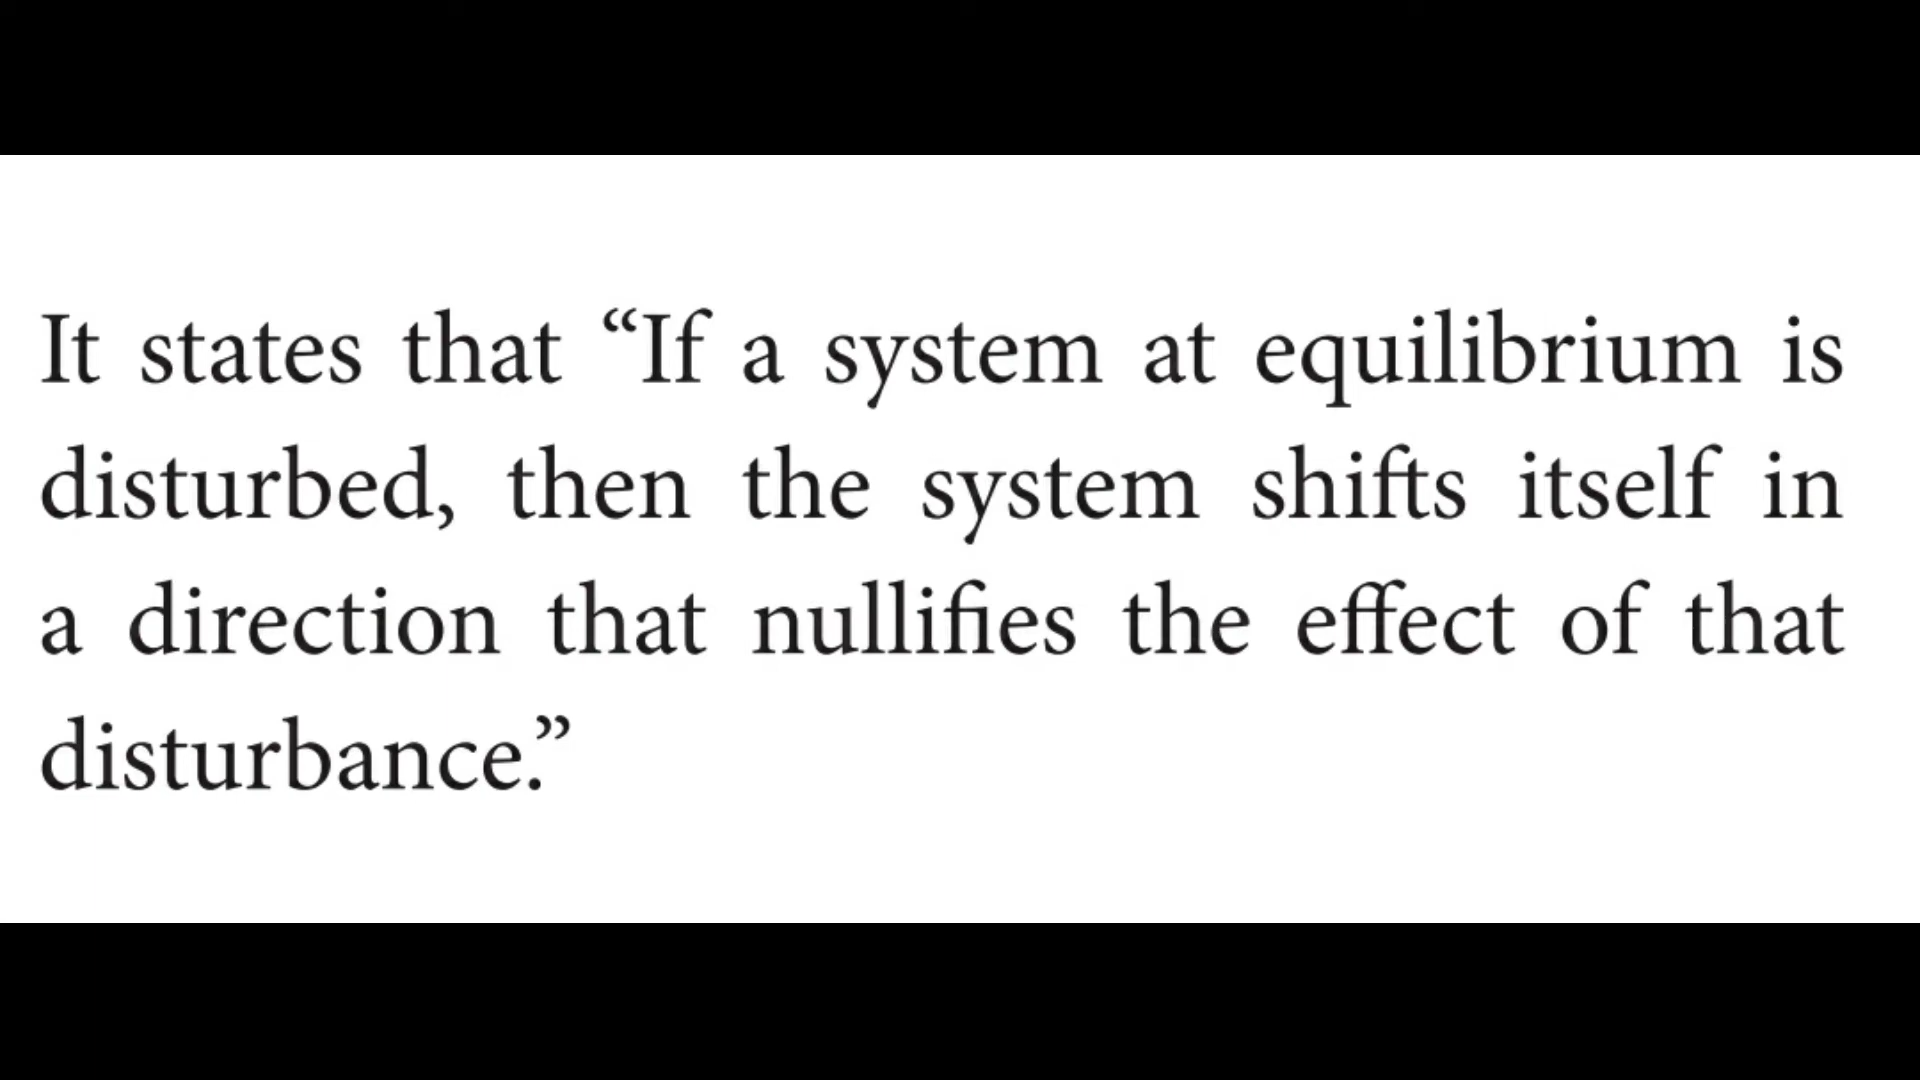 It states that “If a system at equilibrium is
disturbed, then the system shifts itself in
a direction that nullifies the effect of that
disturbance.”